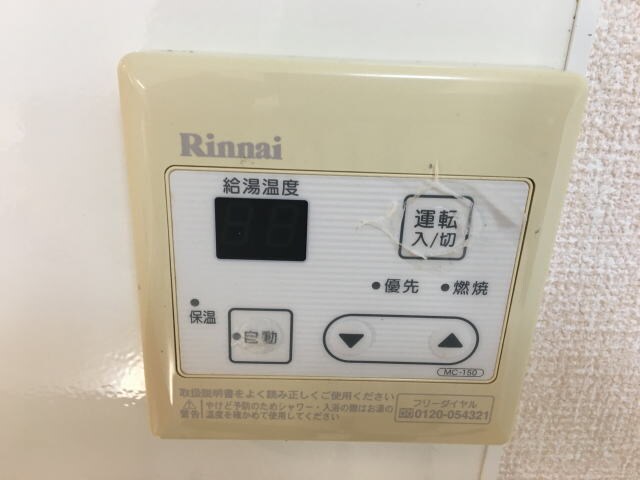 Rinnai
給湯温度
運転
入/切
優先
燃焼
保温
自動
MC-150
取扱説明書をよく読み正しくご使用ください
警告
やけど予防のためシャワー・入浴の際はお湯の
温度を確かめて使用してください
フリーダイヤル
0120-054321